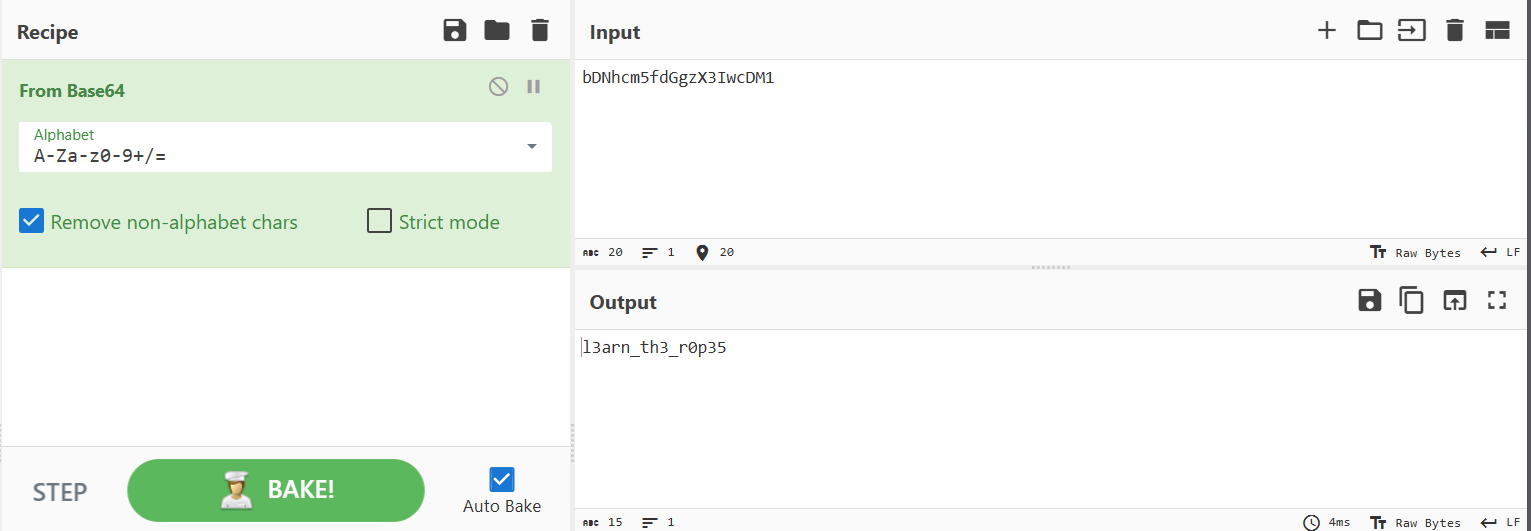 Recipe
From Base64
Alphabet
A-Za-z0-9+/=
Remove non-alphabet chars
Strict mode
STEP
BAKE!
Auto Bake
Input
bDNhcm5fdGgzX3IwcDM1
ABC 20 1 20 Raw Bytes LF
Output
l3arn_th3_r0p35
ABC 15 1 4ms Raw Bytes LF